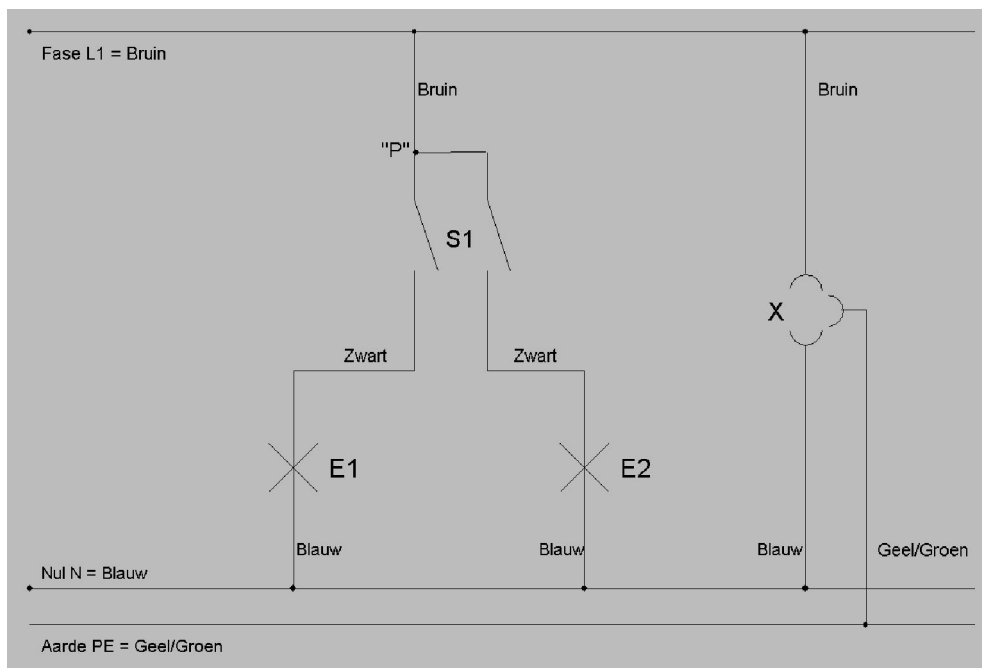 Fase L1 = Bruin
Bruin
Bruin
"P"
S1
X
Zwart
Zwart
E1
E2
Blauw
Blauw
Blauw
Geel/Groen
Nul N = Blauw
Aarde PE = Geel/Groen